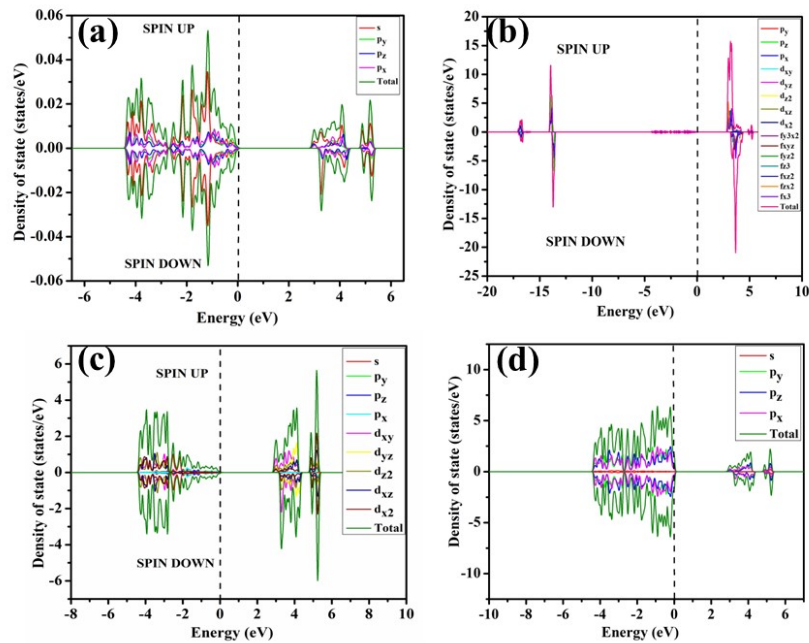 (a)
SPIN UP
s
py
pz
px
Total
SPIN DOWN
Density of state (states/eV)
0.06
0.04
0.02
0.00
-0.02
-0.04
0.06
-6
-4
-2
0
2
4
6
Energy (eV)
(b)
SPIN UP
py
pz
px
dxy
dyz
dz2
dxz
dx2
fy3x2
fxyz
fyz2
fz3
fxz2
fzx2
fx3
Total
SPIN DOWN
Density of state (states/eV)
25
20
15
10
5
0
-5
-10
-15
-20
-25
-20
-15
-10
-5
0
5
10
Energy (eV)
(c)
SPIN UP
s
py
pz
px
dxy
dyz
dz2
dxz
dx2
Total
SPIN DOWN
Density of state (states/eV)
6
4
2
0
-2
-4
-6
-8
-6
-4
-2
0
2
4
6
8
10
Energy (eV)
(d)
s
py
pz
px
Total
Density of state (states/eV)
10
5
0
-5
-10
-10
-8
-6
-4
-2
0
2
4
6
8
Energy (eV)